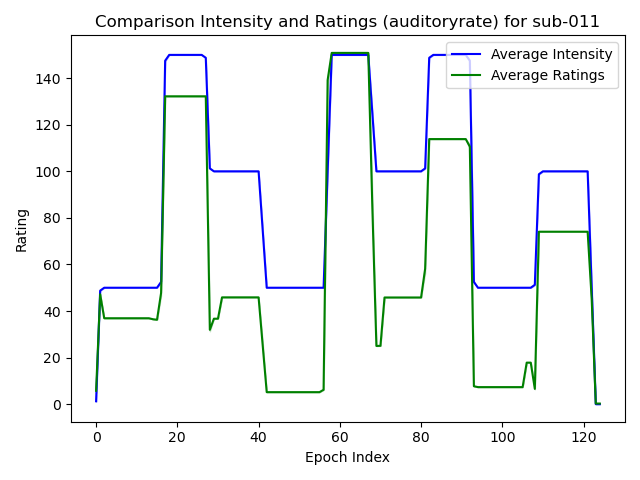 Comparison Intensity and Ratings (auditoryrate) for sub-011
Average Intensity
Average Ratings
140
120
100
80
60
40
20
0
Rating
0 20 40 60 80 100 120
Epoch Index